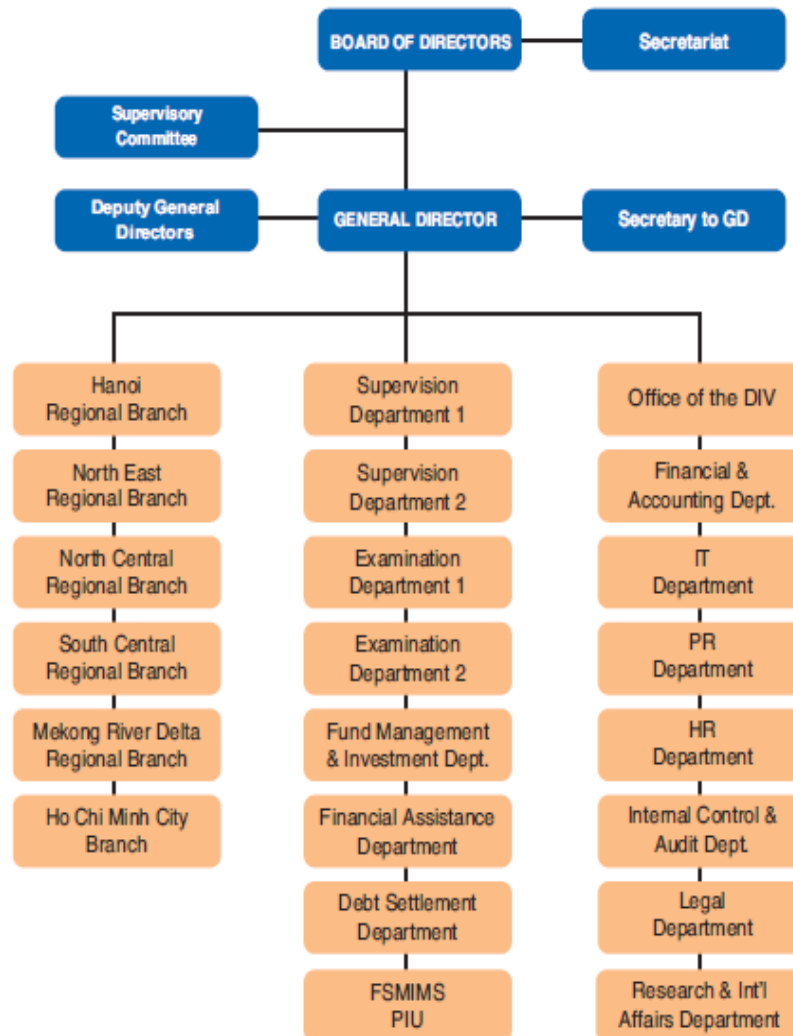 BOARD OF DIRECTORS
Secretariat
Supervisory
Committee
Deputy General
Directors
GENERAL DIRECTOR
Secretary to GD
Hanoi
Regional Branch
North East
Regional Branch
North Central
Regional Branch
South Central
Regional Branch
Mekong River Delta
Regional Branch
Ho Chi Minh City
Branch
Supervision
Department 1
Supervision
Department 2
Examination
Department 1
Examination
Department 2
Fund Management
& Investment Dept.
Financial Assistance
Department
Debt Settlement
Department
FSMIMS
PIU
Office of the DIV
Financial &
Accounting Dept.
IT
Department
PR
Department
HR
Department
Internal Control &
Audit Dept.
Legal
Department
Research & Int'l
Affairs Department